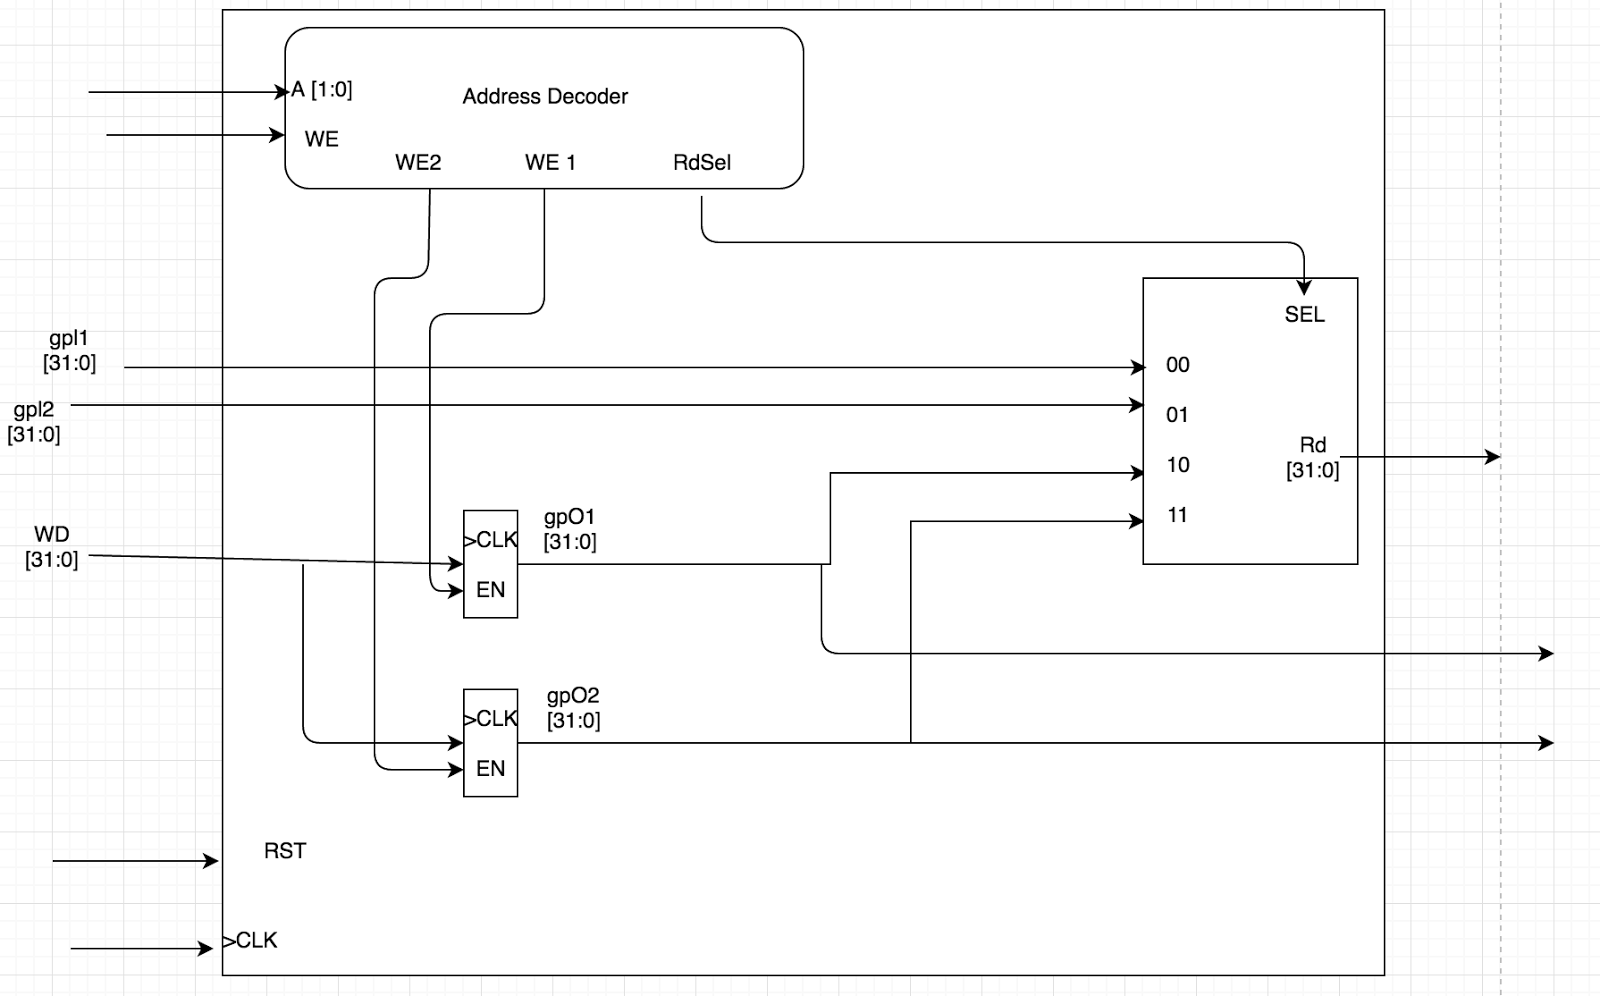 A [1:0]
Address Decoder
WE
WE2
WE 1
RdSel
SEL
gpI1
[31:0]
00
gpI2
[31:0]
01
10
Rd
[31:0]
11
WD
[31:0]
>CLK
EN
gpO1
[31:0]
>CLK
EN
gpO2
[31:0]
RST
>CLK